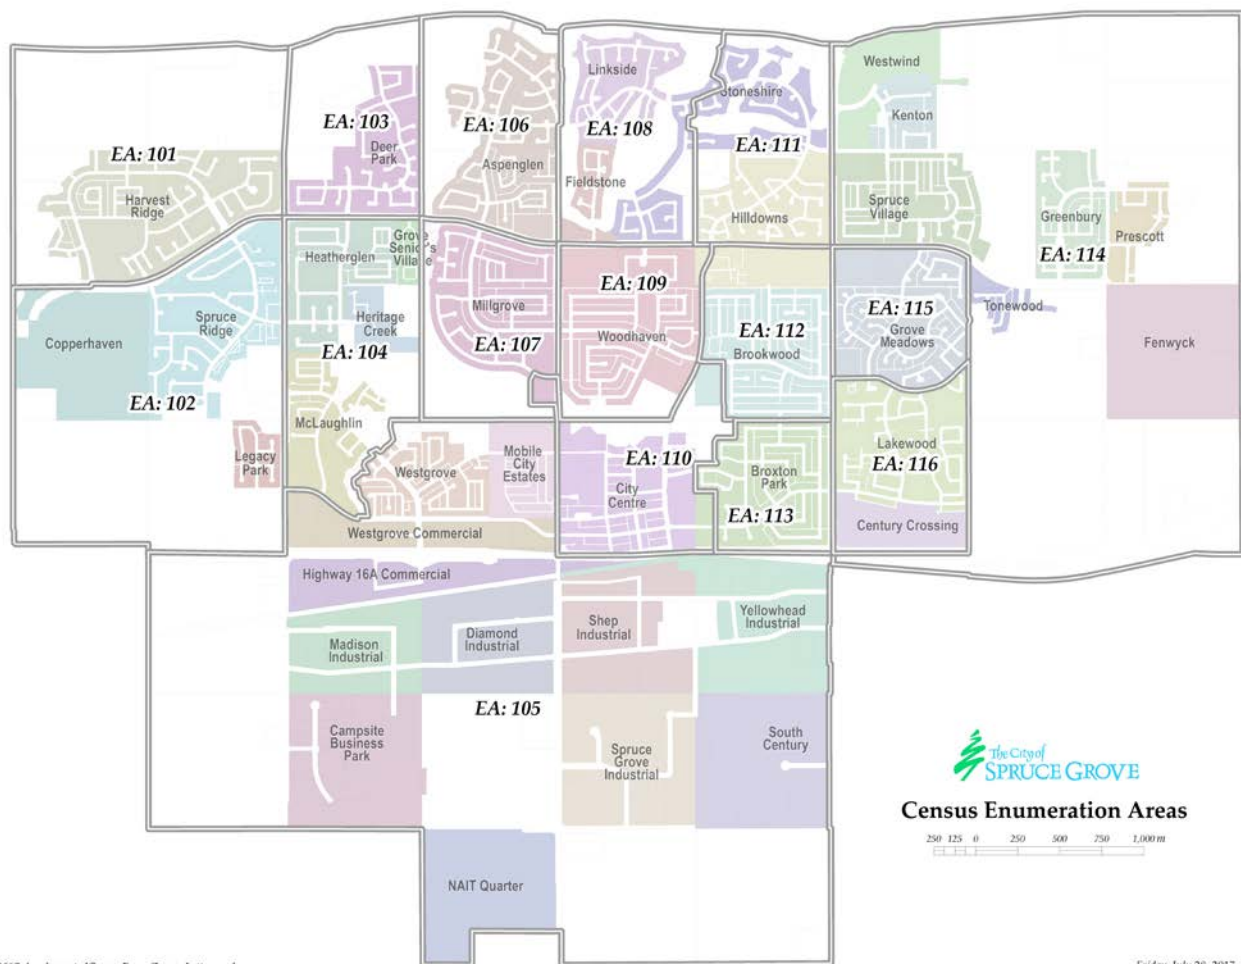 Westwind
Linkside
Stoneshire
EA: 103
EA: 106
EA: 108
Kenton
EA: 101
Deer
Park
Aspenglen
EA: 111
Fieldstone
Harvest
Ridge
Hilldowns
Spruce
Village
Greenbury
Prescott
Heatherglen
Grove
Senior's
Village
EA: 114
EA: 109
Millgrove
EA: 115
Tonewood
Spruce
Ridge
Heritage
Creek
EA: 112
Grove
Meadows
Copperhaven
EA: 107
Woodhaven
Brookwood
Fenwyck
EA: 104
EA: 102
McLaughlin
Lakewood
Legacy
Park
Westgrove
Mobile
City
Estates
EA: 110
Broxton
Park
EA: 116
City
Centre
EA: 113
Westgrove Commercial
Century Crossing
Highway 16A Commercial
Madison
Industrial
Diamond
Industrial
Shep
Industrial
Yellowhead
Industrial
EA: 105
Campsite
Business
Park
Spruce
Grove
Industrial
South
Century
The City of
SPRUCE GROVE
Census Enumeration Areas
250 125 0 250 500 750 1,000 m
NAIT Quarter